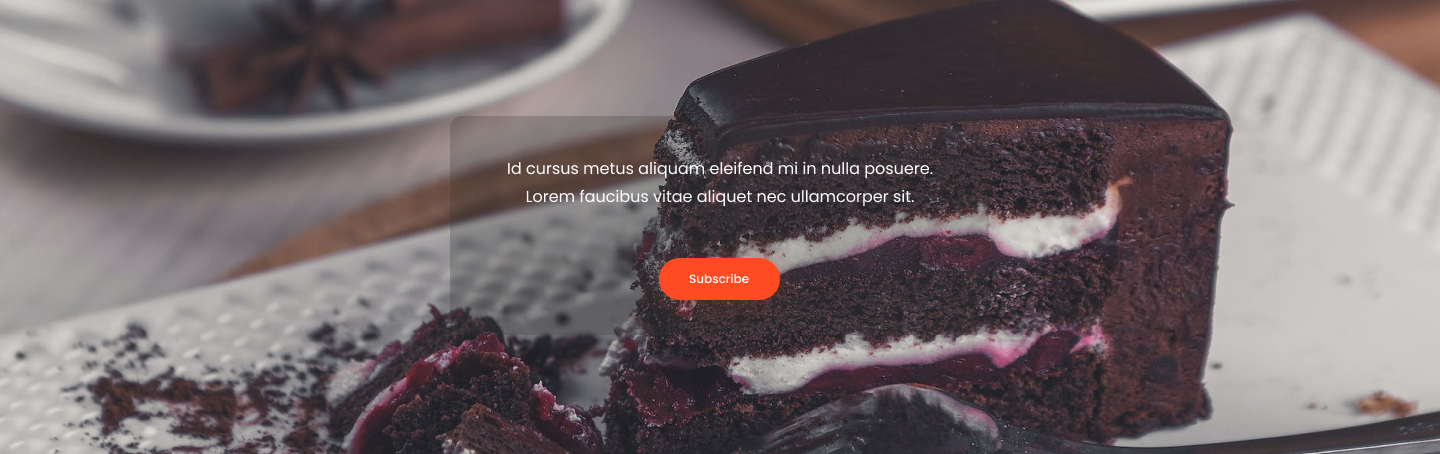 Id cursus metus aliquam eleifend mi in nulla posuere.
Lorem faucibus vitae aliquet nec ullamcorper sit.
Subscribe